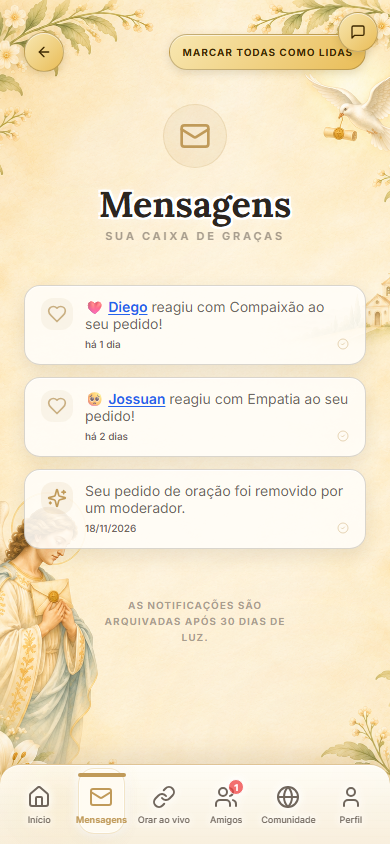 MARCAR TODAS COMO LIDAS
Mensagens
SUA CAIXA DE GRAÇAS
Diego reagiu com Compaixão ao
seu pedido!
há 1 dia
Jossuan reagiu com Empatia ao seu
pedido!
há 2 dias
Seu pedido de oração foi removido por
um moderador.
18/11/2026
AS NOTIFICAÇÕES SÃO
ARQUIVADAS APÓS 30 DIAS DE
LUZ.
1
Início Mensagens Orar ao vivo Amigos Comunidade Perfil